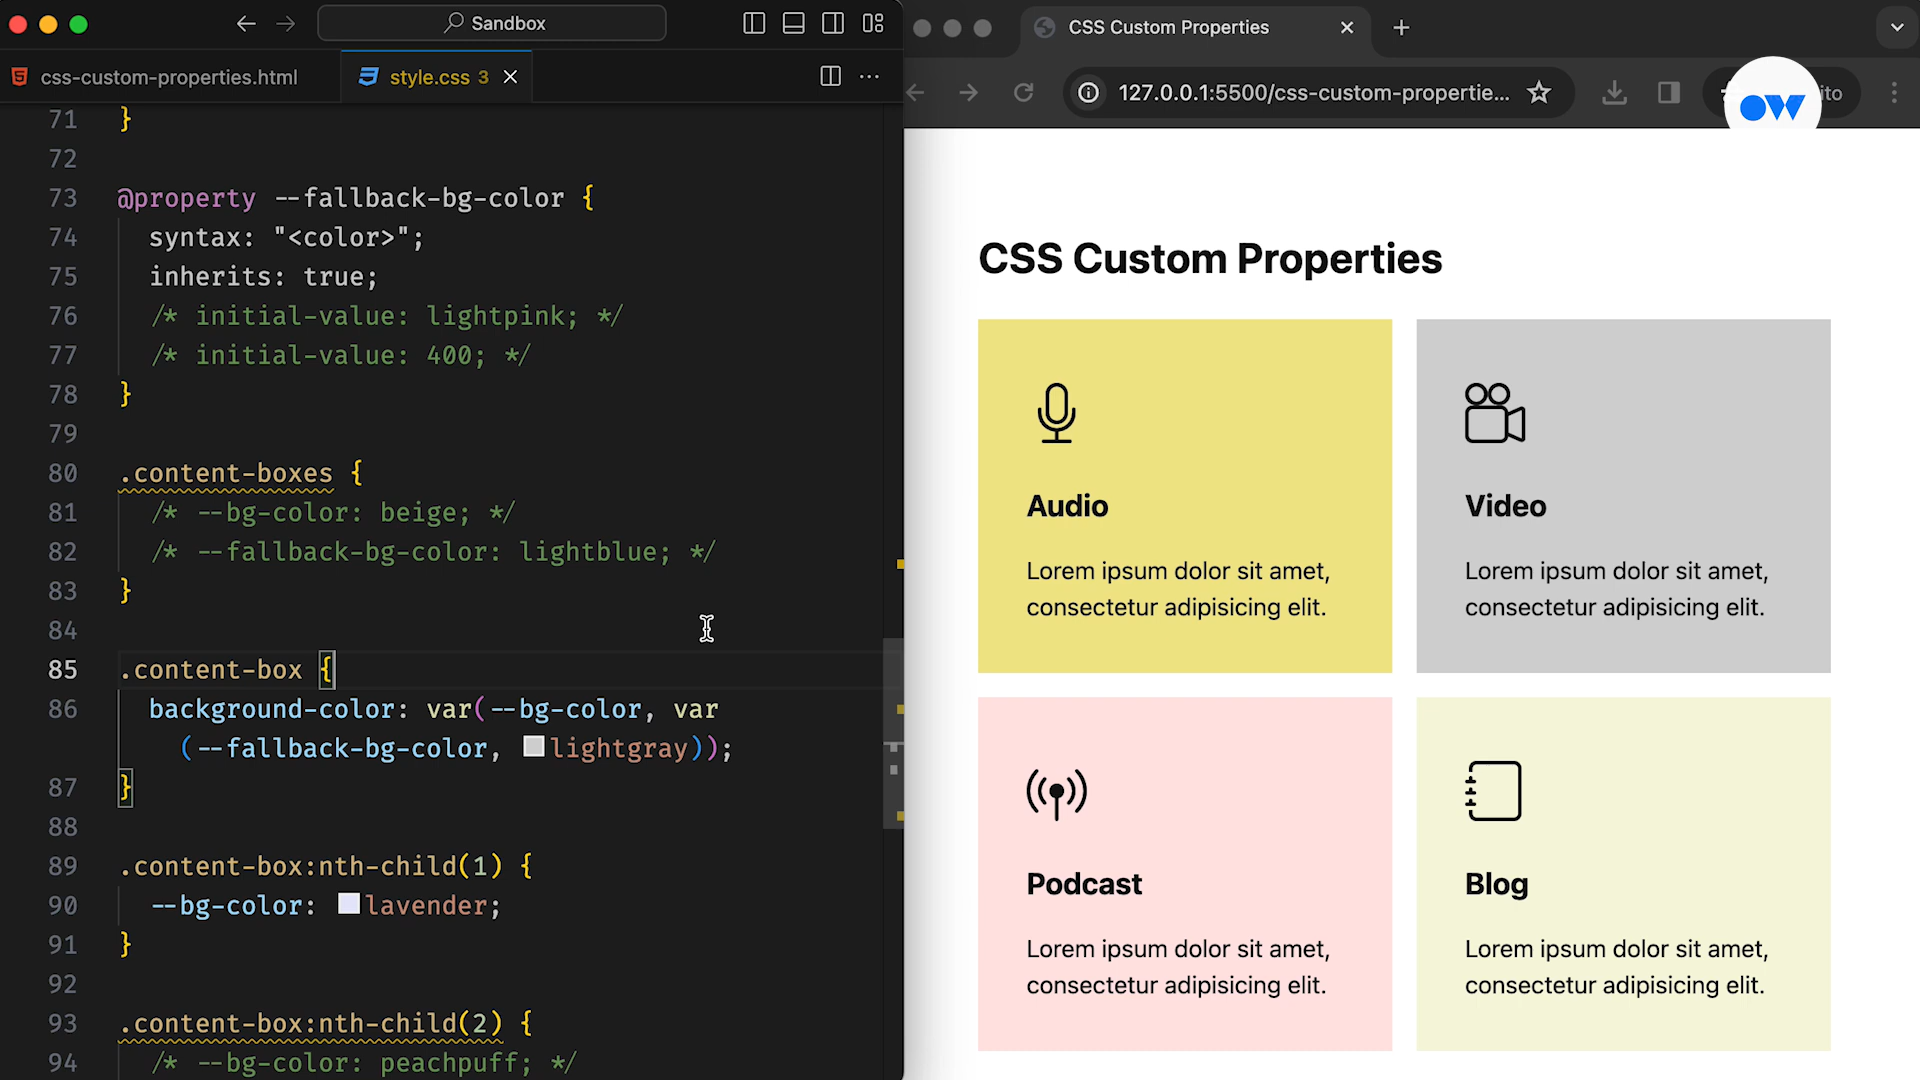 Sandbox
css-custom-properties.html
style.css 3
71 }
72
73 @property --fallback-bg-color {
74 syntax: "<color>";
75 inherits: true;
76 /* initial-value: lightpink; */
77 /* initial-value: 400; */
78 }
79
80 .content-boxes {
81 /* --bg-color: beige; */
82 /* --fallback-bg-color: lightblue; */
83 }
84
85 .content-box {
86 background-color: var(--bg-color, var
(--fallback-bg-color, lightgray));
87 }
88
89 .content-box:nth-child(1) {
90 --bg-color: lavender;
91 }
92
93 .content-box:nth-child(2) {
94 /* --bg-color: peachpuff; */
CSS Custom Properties
127.0.0.1:5500/css-custom-propertie...
OW
CSS Custom Properties
Audio
Lorem ipsum dolor sit amet,
consectetur adipisicing elit.
Video
Lorem ipsum dolor sit amet,
consectetur adipisicing elit.
Podcast
Lorem ipsum dolor sit amet,
consectetur adipisicing elit.
Blog
Lorem ipsum dolor sit amet,
consectetur adipisicing elit.